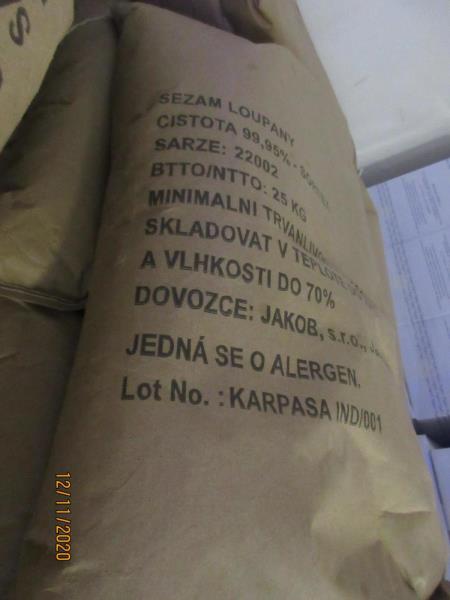 S
SEZAM LOUPANY
CISTOTA 99,95% -
SARZE: 22002
BTTO/NTTO: 25 KG
MINIMALNI
SKLADOVAT V TEPLOTE
A VLHKOSTI DO 70%
DOVOZCE: JAKOB, s.r.o.,
JEDNÁ SE O ALERGEN.
Lot No. : KARPASA IND/001
12/11/2020